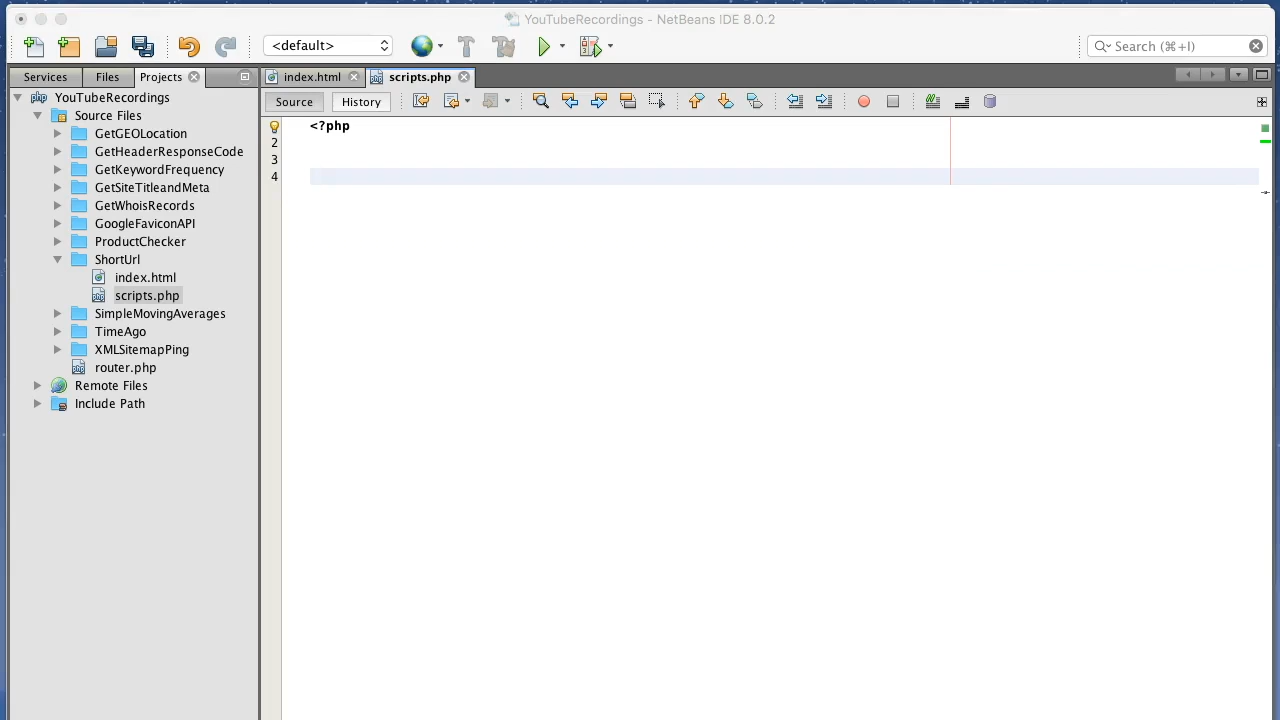 YouTubeRecordings - NetBeans IDE 8.0.2
<default>
Search (⌘+I)
Services
Files
Projects
index.html
scripts.php
Source
History
YouTubeRecordings
Source Files
GetGEOLocation
GetHeaderResponseCode
GetKeywordFrequency
GetSiteTitleandMeta
GetWhoisRecords
GoogleFaviconAPI
ProductChecker
ShortUrl
index.html
scripts.php
SimpleMovingAverages
TimeAgo
XMLSitemapPing
router.php
Remote Files
Include Path
<?php
2
3
4